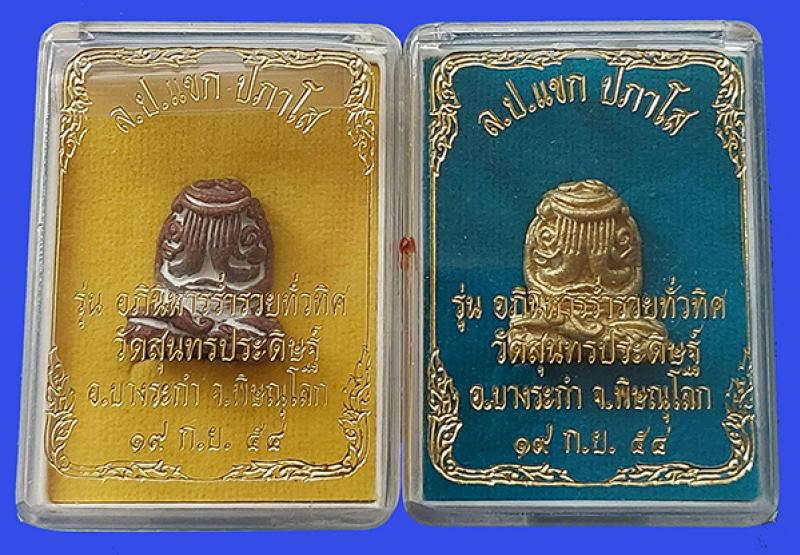 ล.ป.แขก ปภาโส
รุ่น อภินิหารร่ำรวยทั่วทิศ
วัดสุนทรประดิษฐ์
อ.บางระกำ จ.พิษณุโลก
๑๙ ก.ย. ๕๔
ล.ป.แขก ปภาโส
รุ่น อภินิหารร่ำรวยทั่วทิศ
วัดสุนทรประดิษฐ์
อ.บางระกำ จ.พิษณุโลก
๑๙ ก.ย. ๕๔